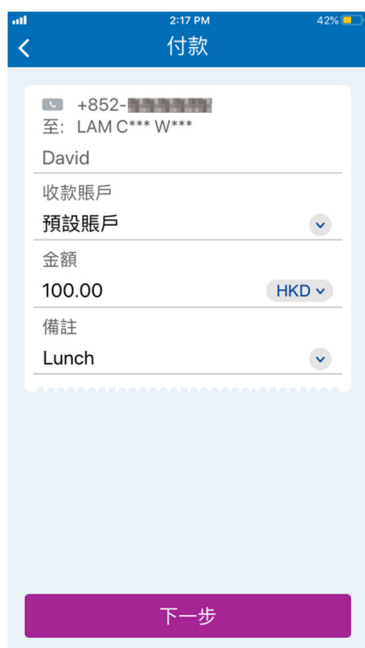 2:17 PM
42%
付款
+852-
至: LAM C*** W***
David
收款賬戶
預設賬戶
金額
100.00
HKD
備註
Lunch
下一步